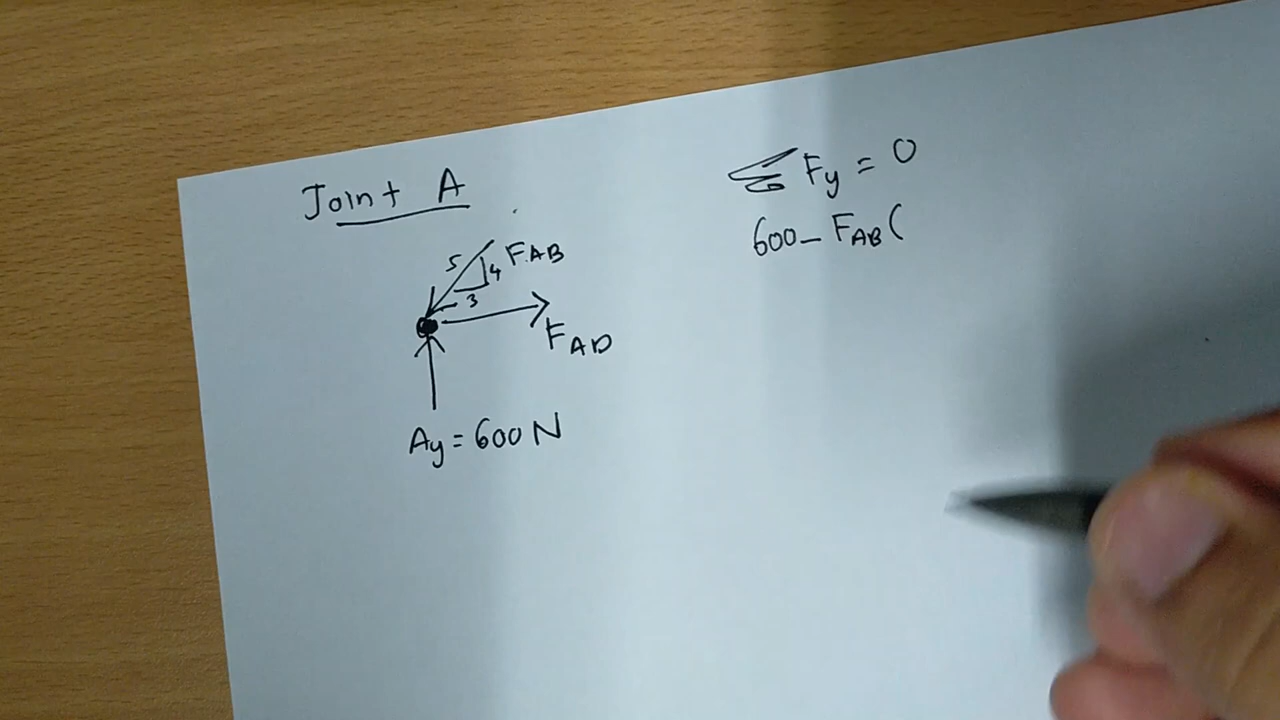 Joint A
5
4
3
FAB
FAD
Ay = 600 N
ΣFy = 0
600 - FAB(